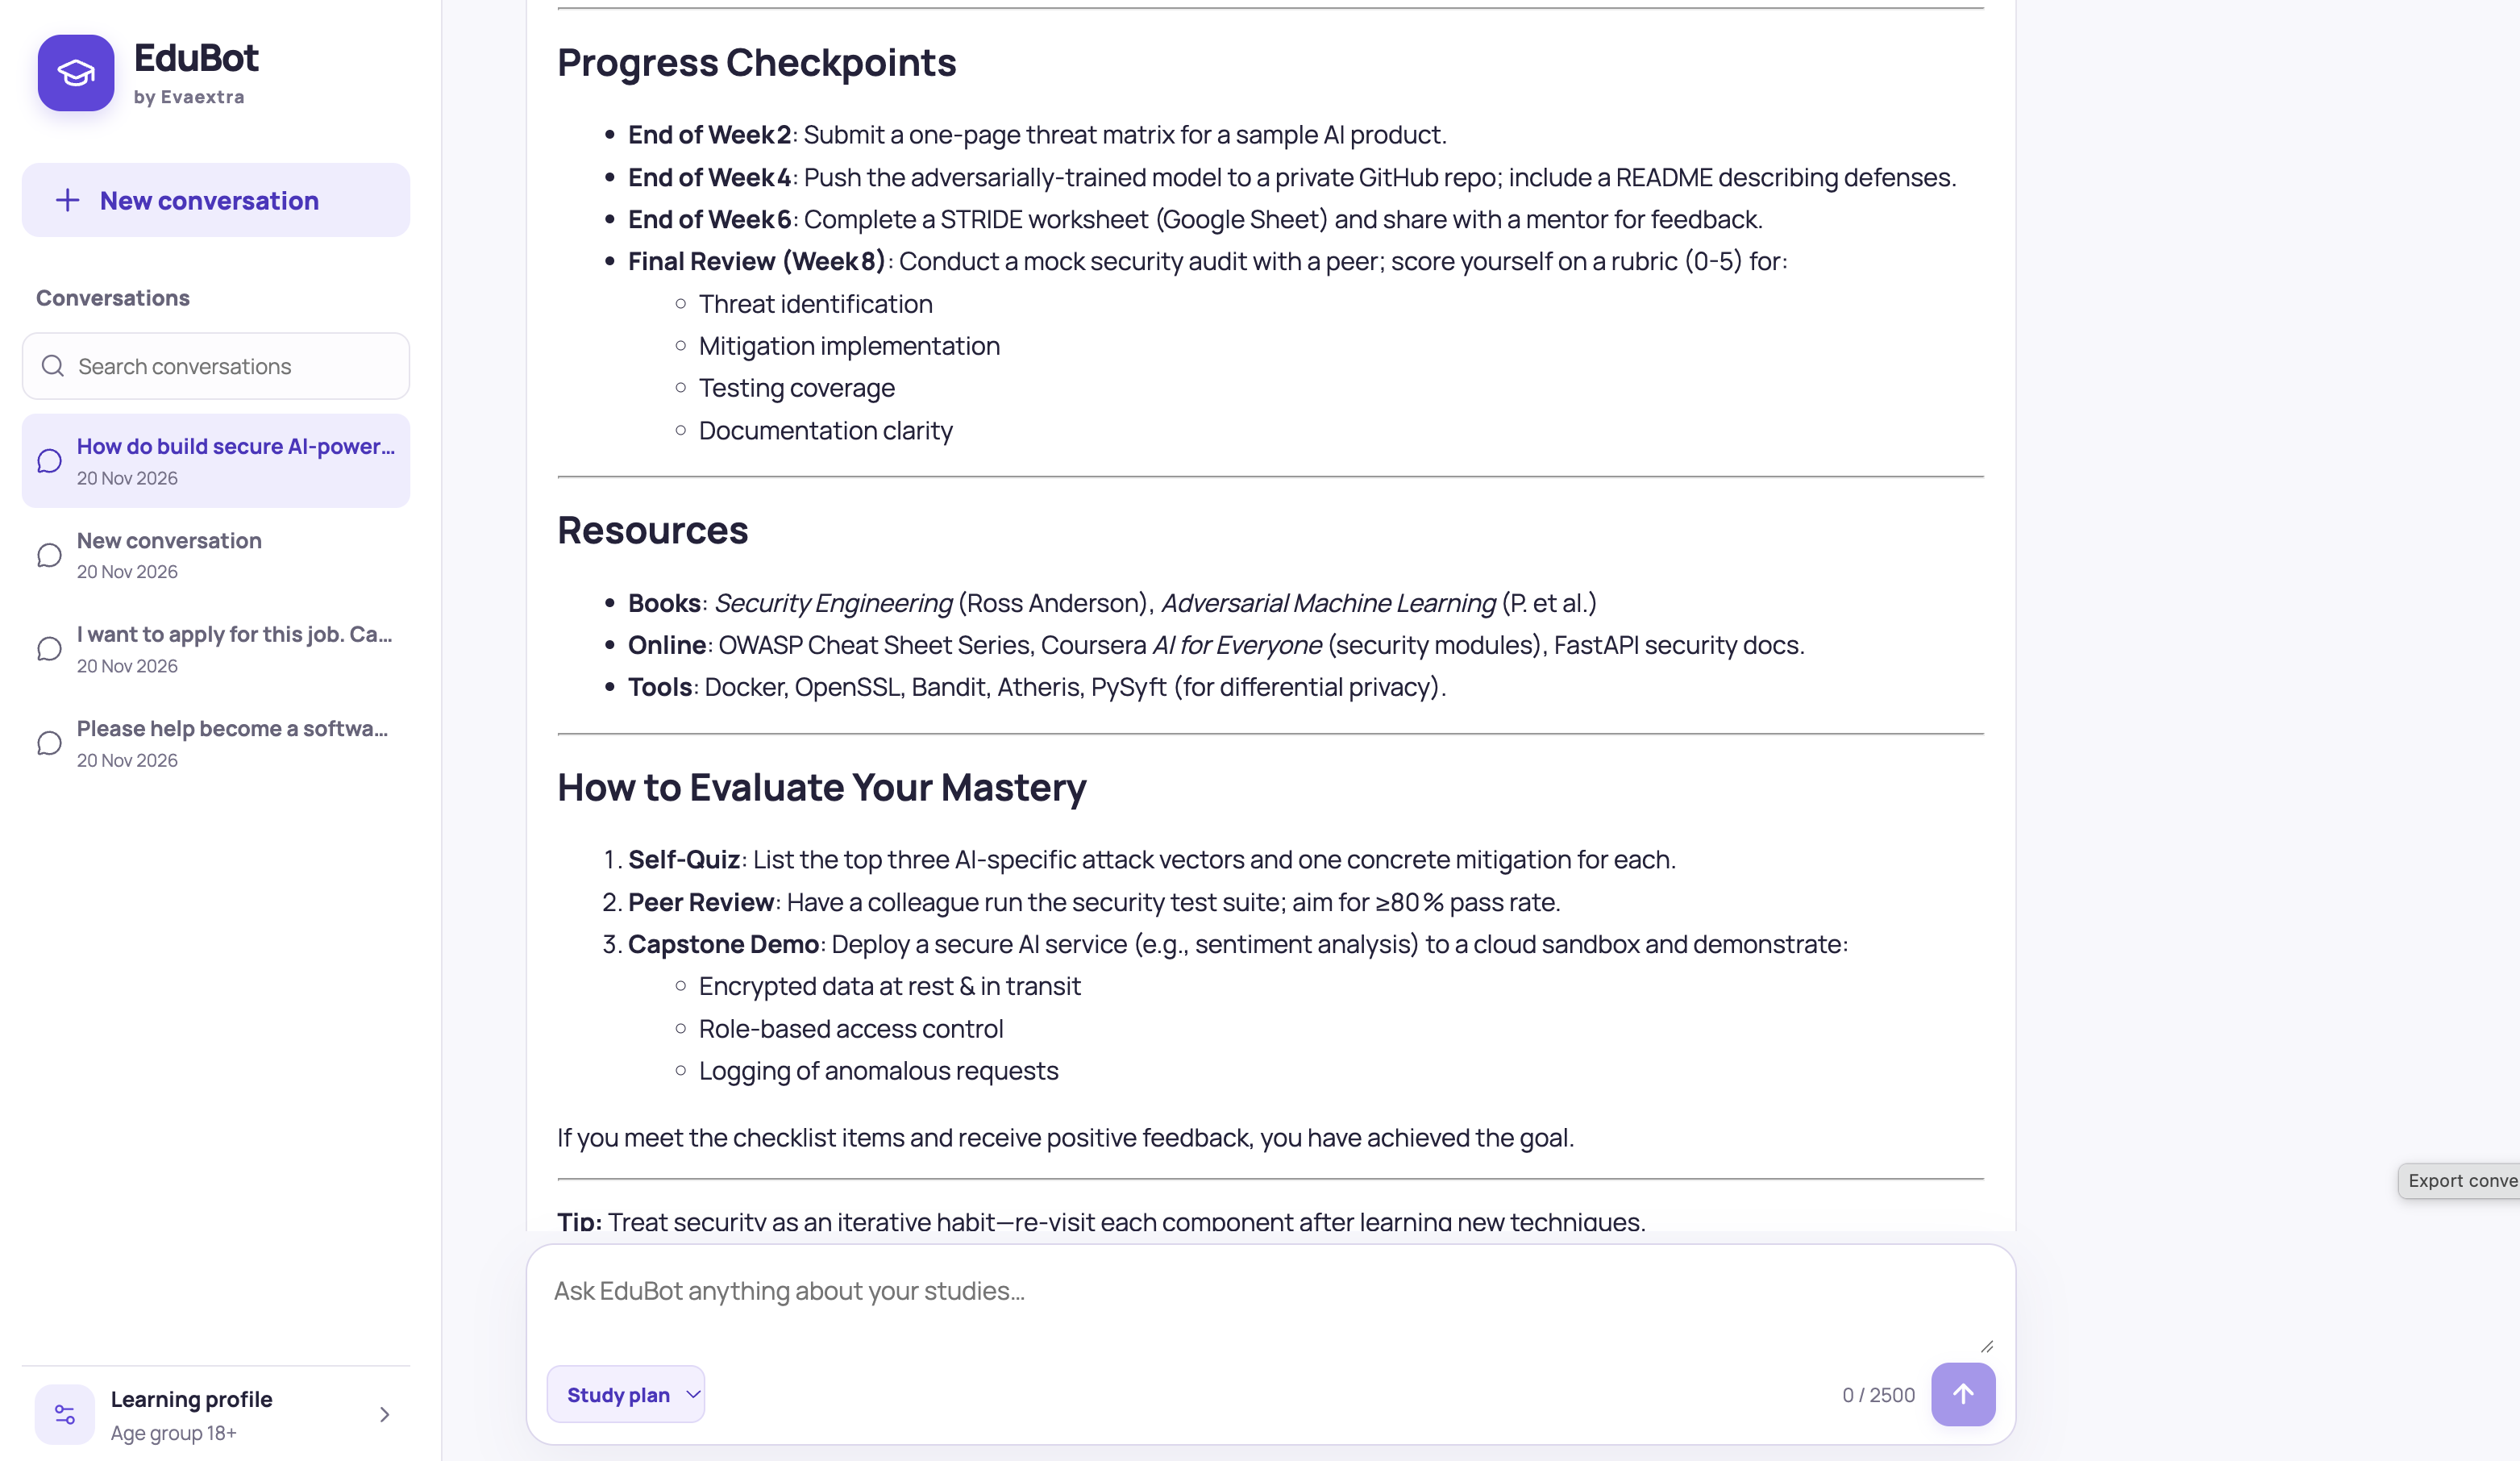 EduBot
by Evaextra
New conversation
Conversations
Search conversations
How do build secure AI-power...
20 Nov 2026
New conversation
20 Nov 2026
I want to apply for this job. Ca...
20 Nov 2026
Please help become a softwa...
20 Nov 2026
Learning profile
Age group 18+
Progress Checkpoints
• End of Week 2: Submit a one-page threat matrix for a sample AI product.
• End of Week 4: Push the adversarially-trained model to a private GitHub repo; include a README describing defenses.
• End of Week 6: Complete a STRIDE worksheet (Google Sheet) and share with a mentor for feedback.
• Final Review (Week 8): Conduct a mock security audit with a peer; score yourself on a rubric (0-5) for:
◦ Threat identification
◦ Mitigation implementation
◦ Testing coverage
◦ Documentation clarity
Resources
• Books: Security Engineering (Ross Anderson), Adversarial Machine Learning (P. et al.)
• Online: OWASP Cheat Sheet Series, Coursera AI for Everyone (security modules), FastAPI security docs.
• Tools: Docker, OpenSSL, Bandit, Atheris, PySyft (for differential privacy).
How to Evaluate Your Mastery
1. Self-Quiz: List the top three AI-specific attack vectors and one concrete mitigation for each.
2. Peer Review: Have a colleague run the security test suite; aim for ≥80 % pass rate.
3. Capstone Demo: Deploy a secure AI service (e.g., sentiment analysis) to a cloud sandbox and demonstrate:
◦ Encrypted data at rest & in transit
◦ Role-based access control
◦ Logging of anomalous requests
If you meet the checklist items and receive positive feedback, you have achieved the goal.
Tip: Treat security as an iterative habit—re-visit each component after learning new techniques.
Export conve
Ask EduBot anything about your studies...
Study plan
0 / 2500